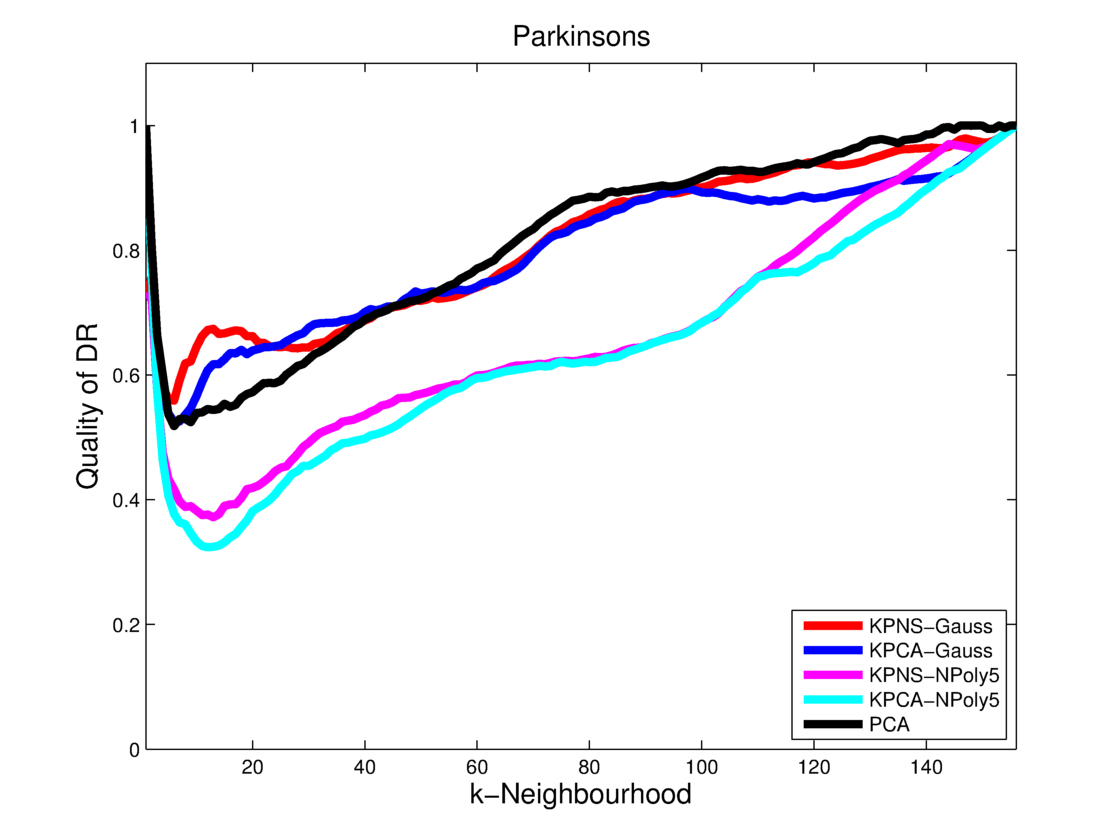 Parkinsons
Quality of DR
1
0.8
0.6
0.4
0.2
0
20 40 60 80 100 120 140
k−Neighbourhood
KPNS−Gauss
KPCA−Gauss
KPNS−NPoly5
KPCA−NPoly5
PCA